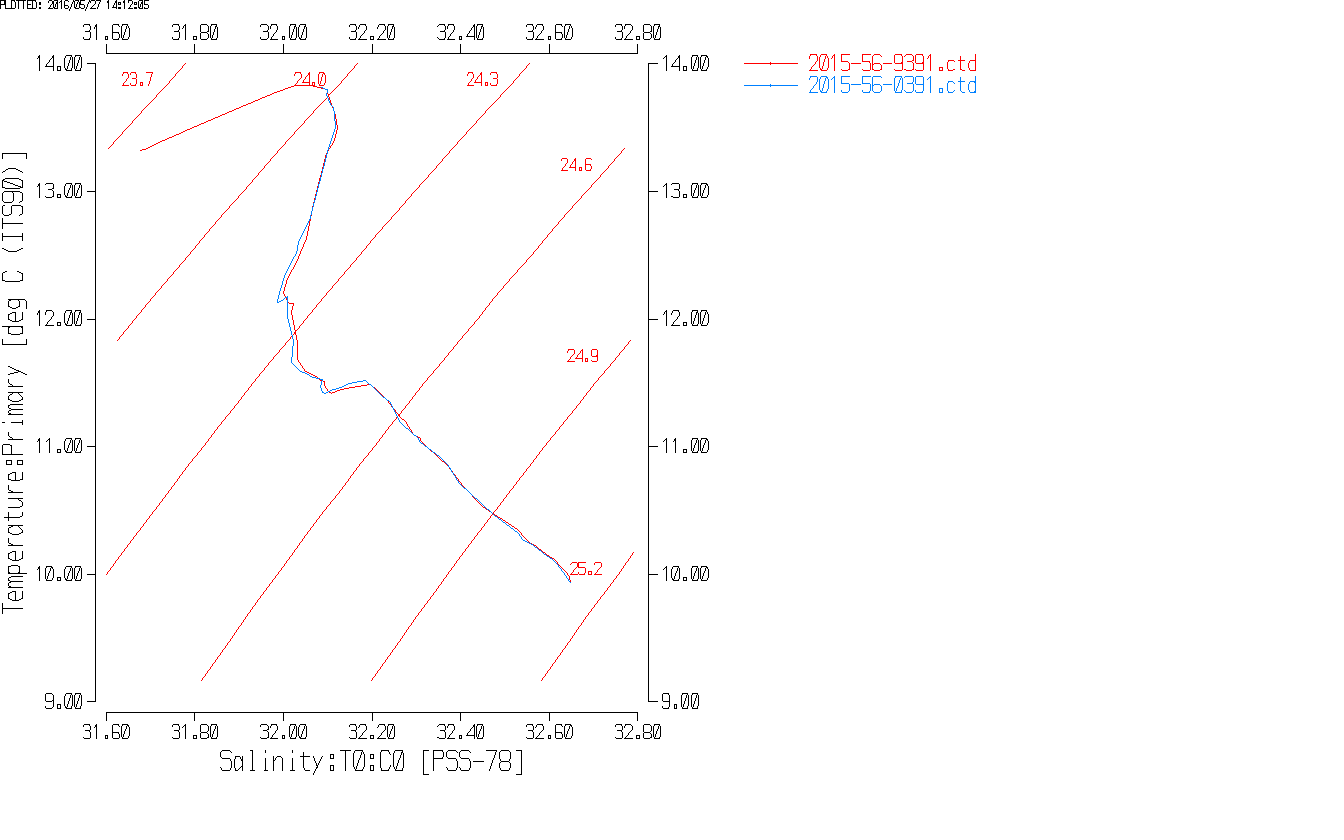 PLOTTED: 2016/05/27 14:12:05
31.60 31.80 32.00 32.20 32.40 32.60 32.80
14.00 14.00
2015-56-9391.ctd
2015-56-0391.ctd
23.7 24.0 24.3
24.6
13.00 13.00
12.00 12.00
24.9
11.00 11.00
25.2
10.00 10.00
9.00 9.00
Temperature:Primary [deg C (ITS90)]
31.60 31.80 32.00 32.20 32.40 32.60 32.80
Salinity:T0:C0 [PSS-78]